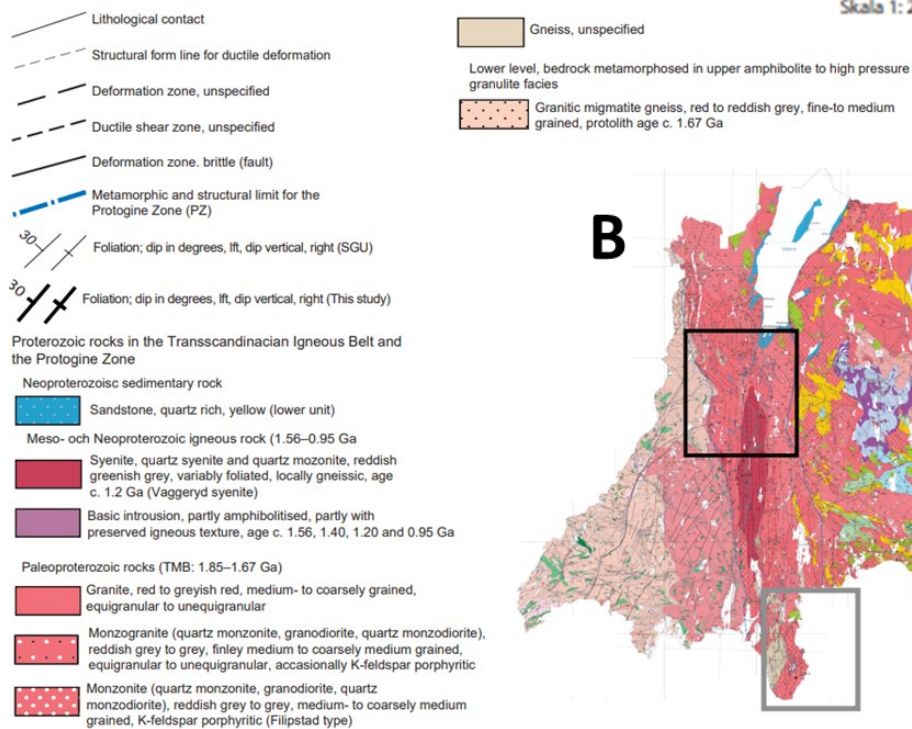 Lithological contact
Structural form line for ductile deformation
Deformation zone, unspecified
Ductile shear zone, unspecified
Deformation zone. brittle (fault)
Metamorphic and structural limit for the
Protogine Zone (PZ)
30
Foliation; dip in degrees, lft, dip vertical, right (SGU)
30
Foliation; dip in degrees, lft, dip vertical, right (This study)
Proterozoic rocks in the Transscandinacian Igneous Belt and
the Protogine Zone
Neoproterozoisc sedimentary rock
Sandstone, quartz rich, yellow (lower unit)
Meso- och Neoproterozoic igneous rock (1.56–0.95 Ga
Syenite, quartz syenite and quartz mozonite, reddish
greenish grey, variably foliated, locally gneissic, age
c. 1.2 Ga (Vaggeryd syenite)
Basic intrusion, partly amphibolitised, partly with
preserved igneous texture, age c. 1.56, 1.40, 1.20 and 0.95 Ga
Paleoproterozoic rocks (TMB: 1.85–1.67 Ga)
Granite, red to greyish red, medium- to coarsely grained,
equigranular to unequigranular
Monzogranite (quartz monzonite, granodiorite, quartz monzodiorite),
reddish grey to grey, finley medium to coarsely medium grained,
equigranular to unequigranular, accasionally K-feldspar porphyritic
Monzonite (quartz monzonite, granodiorite, quartz
monzodiorite), reddish grey to grey, medium- to coarsely medium
grained, K-feldspar porphyritic (Filipstad type)
Skala 1: 2
Gneiss, unspecified
Lower level, bedrock metamorphosed in upper amphibolite to high pressure
granulite facies
Granitic migmatite gneiss, red to reddish grey, fine-to medium
grained, protolith age c. 1.67 Ga
B